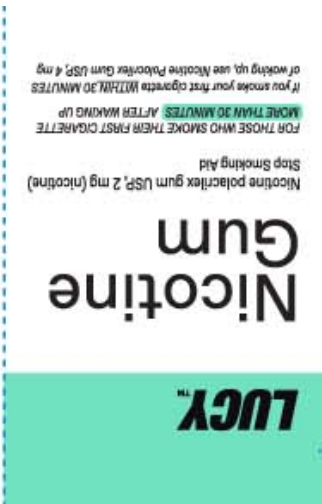 LUCY™
Nicotine
Gum
Nicotine polacrilex gum USP, 2 mg (nicotine)
Stop Smoking Aid
FOR THOSE WHO SMOKE THEIR FIRST CIGARETTE
MORE THAN 30 MINUTES AFTER WAKING UP
If you smoke your first cigarette WITHIN 30 MINUTES
of waking up, use Nicotine Polacrilex Gum USP, 4 mg